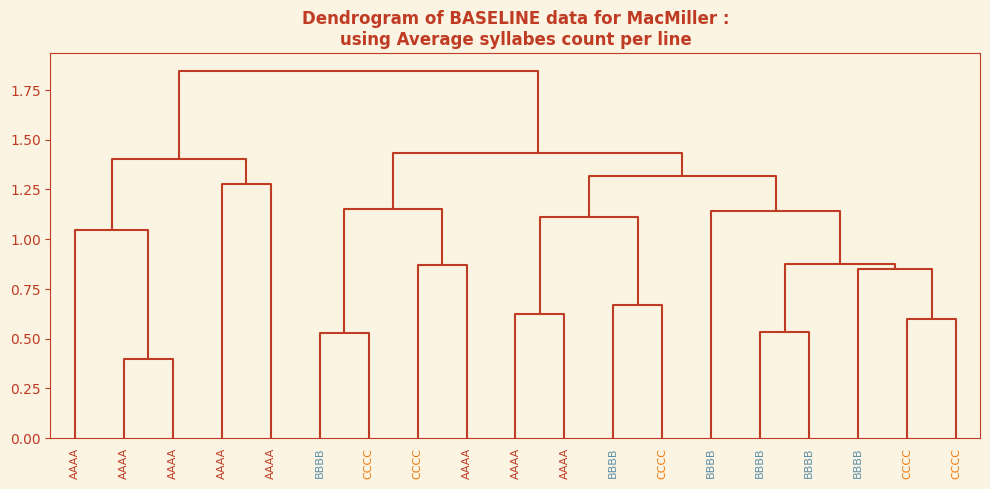 Dendrogram of BASELINE data for MacMiller :
using Average syllabes count per line
1.75
1.50
1.25
1.00
0.75
0.50
0.25
0.00
AAAA AAAA AAAA AAAA AAAA BBBB CCCC CCCC AAAA AAAA AAAA BBBB CCCC BBBB BBBB BBBB BBBB CCCC CCCC